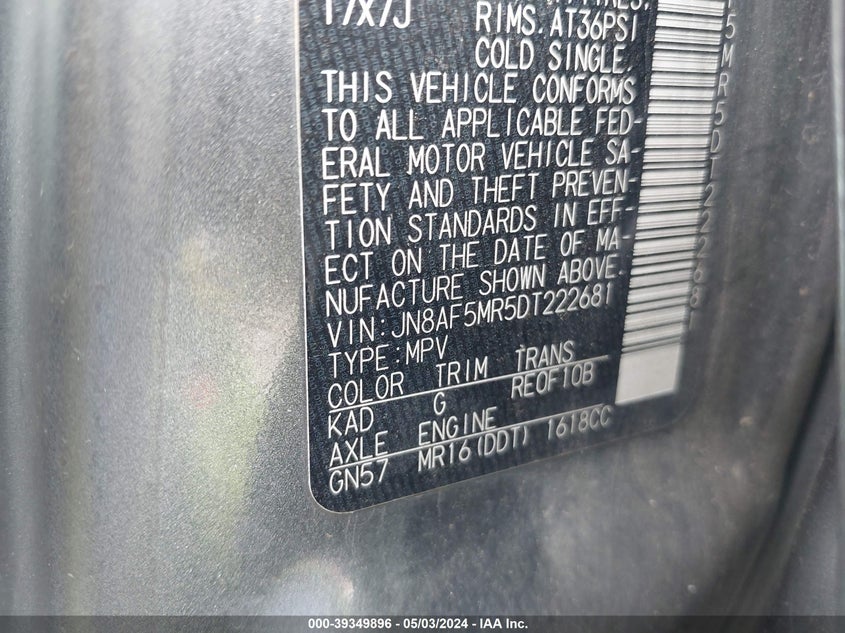 17X7J
RIMS. AT36PSI
COLD SINGLE.
THIS VEHICLE CONFORMS
TO ALL APPLICABLE FED-
ERAL MOTOR VEHICLE SA-
FETY AND THEFT PREVEN-
TION STANDARDS IN EFF-
ECT ON THE DATE OF MA-
NUFACTURE SHOWN ABOVE.
VIN:JN8AF5MR5DT222681
TYPE:MPV
COLOR TRIM TRANS
KAD G RE0F10B
AXLE ENGINE
GN57 MR16(DDT) 1618CC
5MR5DT222681
000-39349896 - 05/03/2024 - IAA Inc.